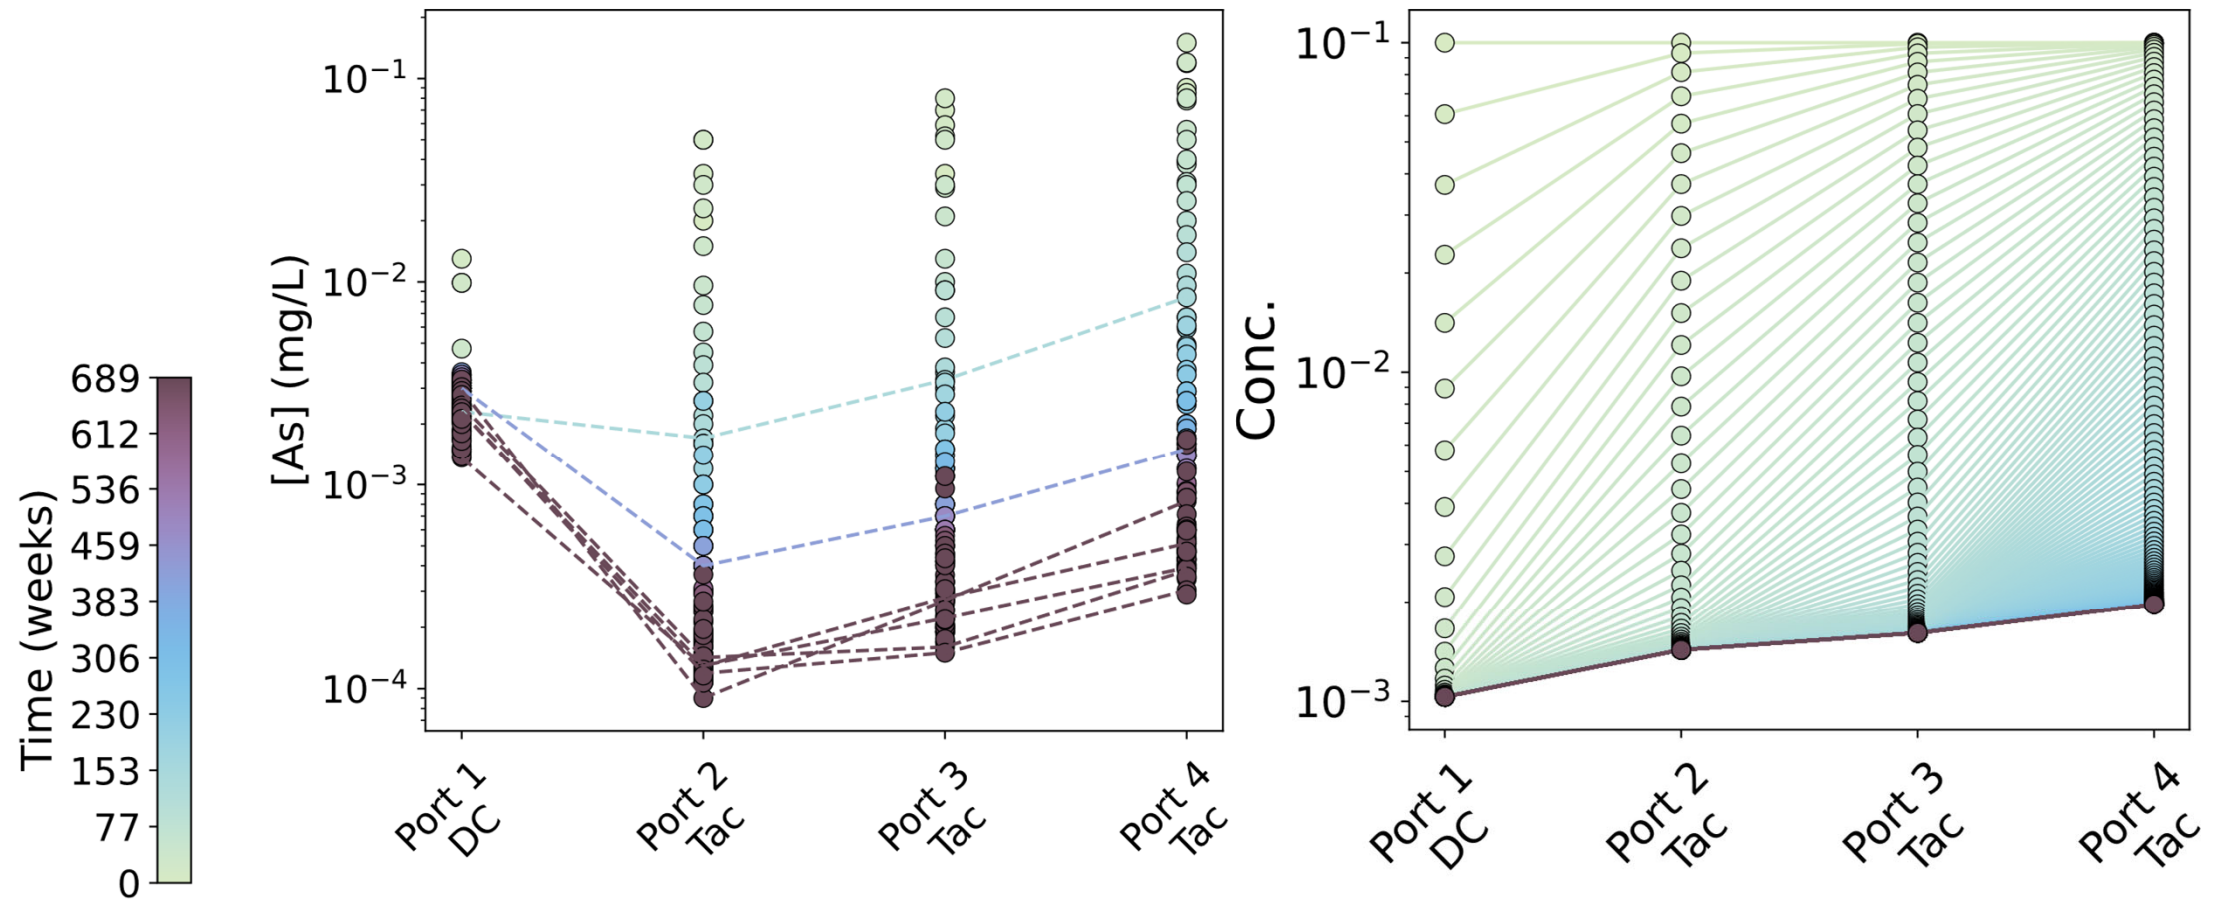 Time (weeks)
689
612
536
459
383
306
230
153
77
0
[As] (mg/L)
10⁻¹
10⁻²
10⁻³
10⁻⁴
Port 1
DC
Port 2
Tac
Port 3
Tac
Port 4
Tac
Conc.
10⁻¹
10⁻²
10⁻³
Port 1
DC
Port 2
Tac
Port 3
Tac
Port 4
Tac